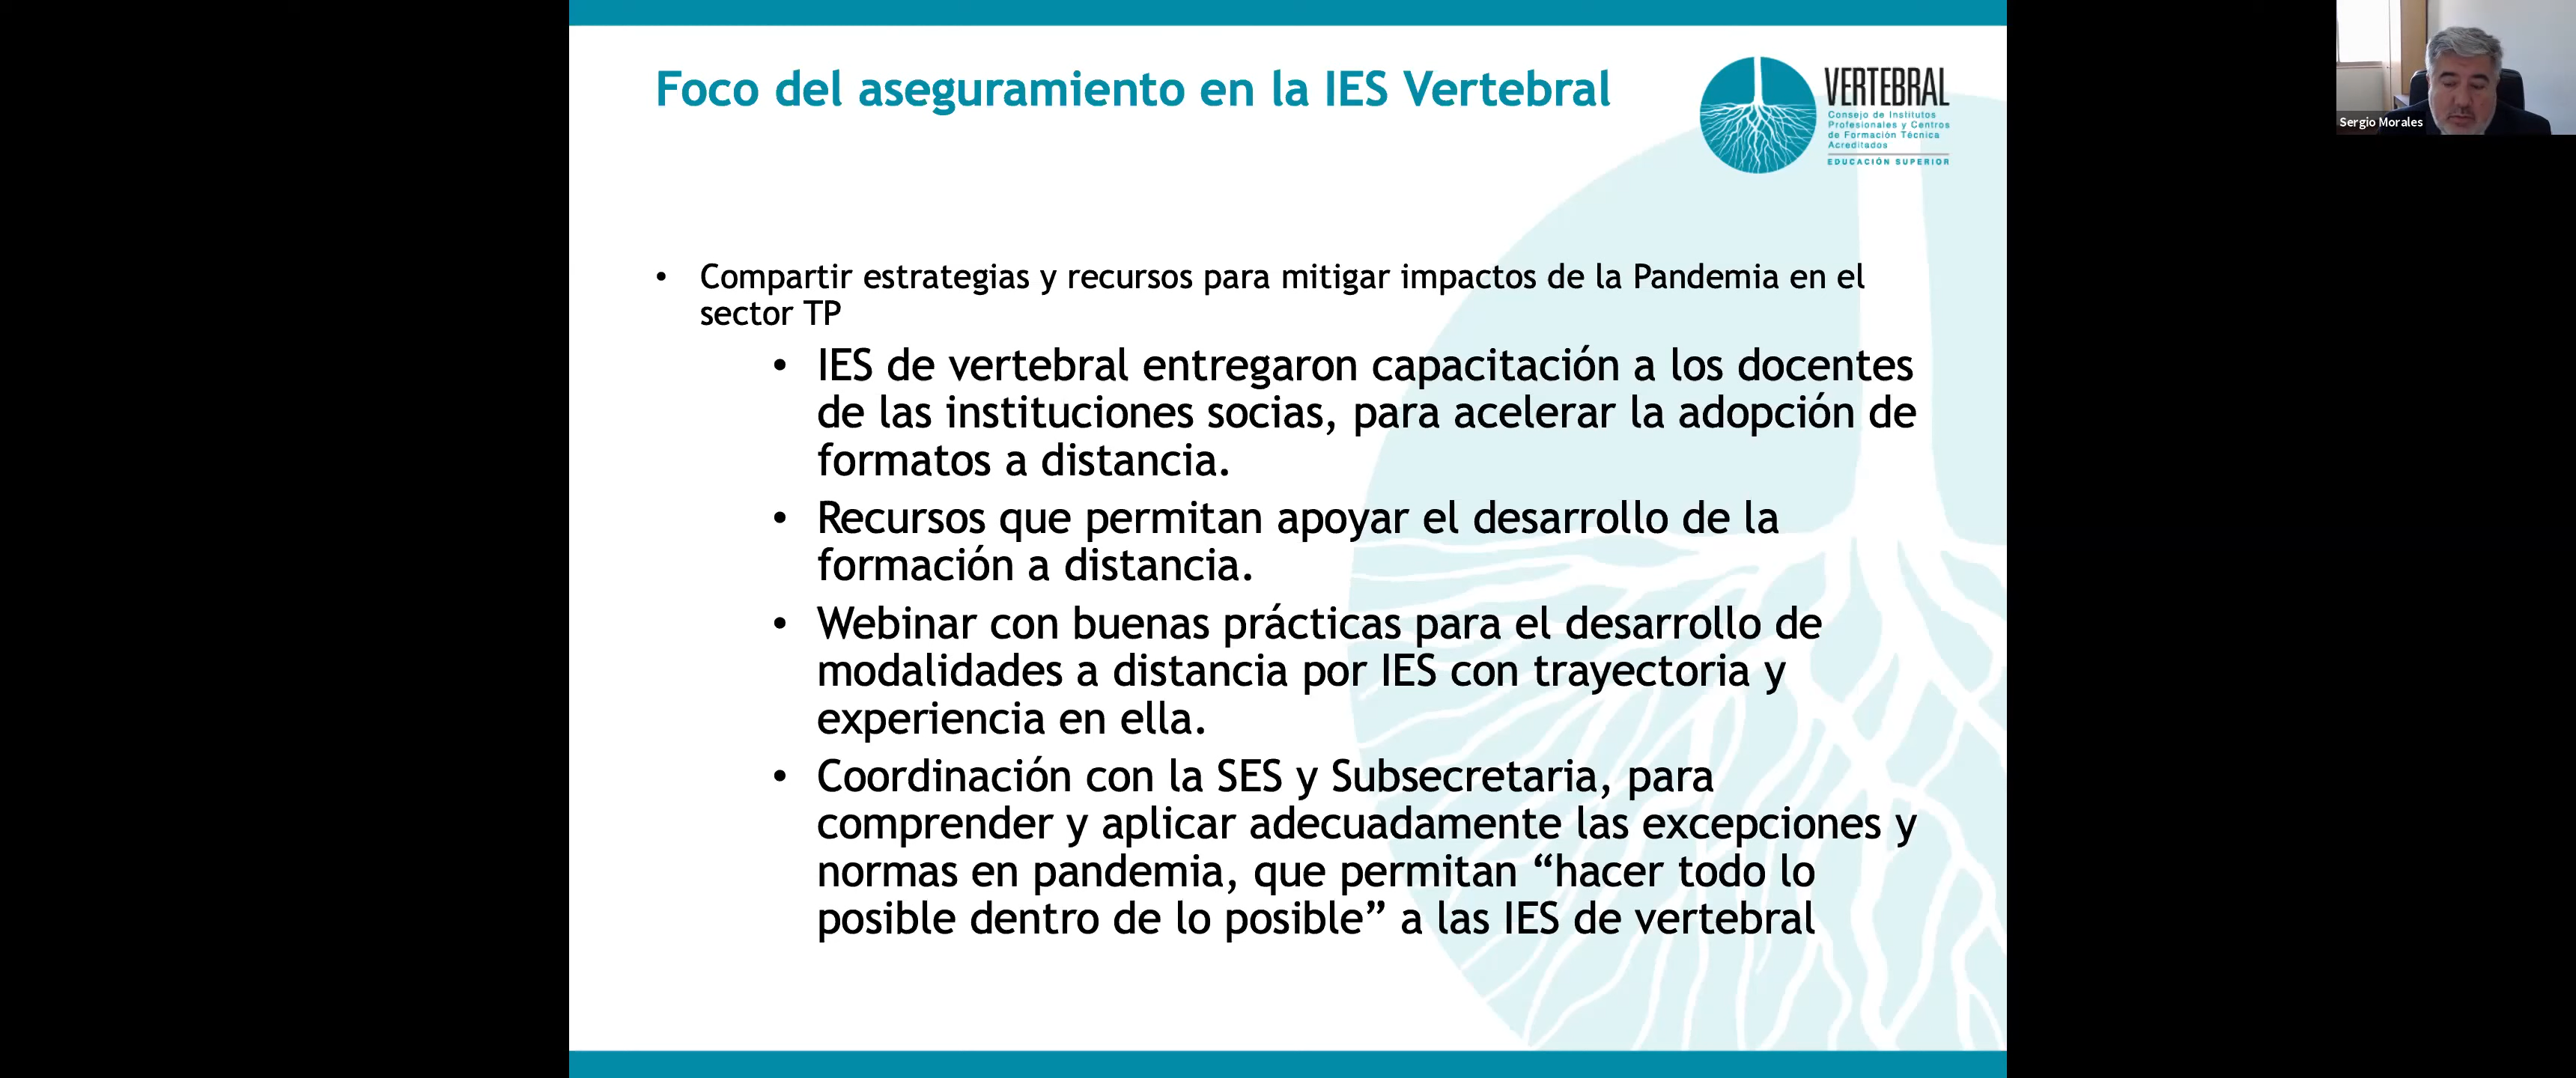 Foco del aseguramiento en la IES Vertebral
VERTEBRAL
Consejo de Institutos
Profesionales y Centros
de Formación Técnica
Acreditados
EDUCACIÓN SUPERIOR
Sergio Morales
• Compartir estrategias y recursos para mitigar impactos de la Pandemia en el
sector TP
• IES de vertebral entregaron capacitación a los docentes
de las instituciones socias, para acelerar la adopción de
formatos a distancia.
• Recursos que permitan apoyar el desarrollo de la
formación a distancia.
• Webinar con buenas prácticas para el desarrollo de
modalidades a distancia por IES con trayectoria y
experiencia en ella.
• Coordinación con la SES y Subsecretaria, para
comprender y aplicar adecuadamente las excepciones y
normas en pandemia, que permitan “hacer todo lo
posible dentro de lo posible” a las IES de vertebral